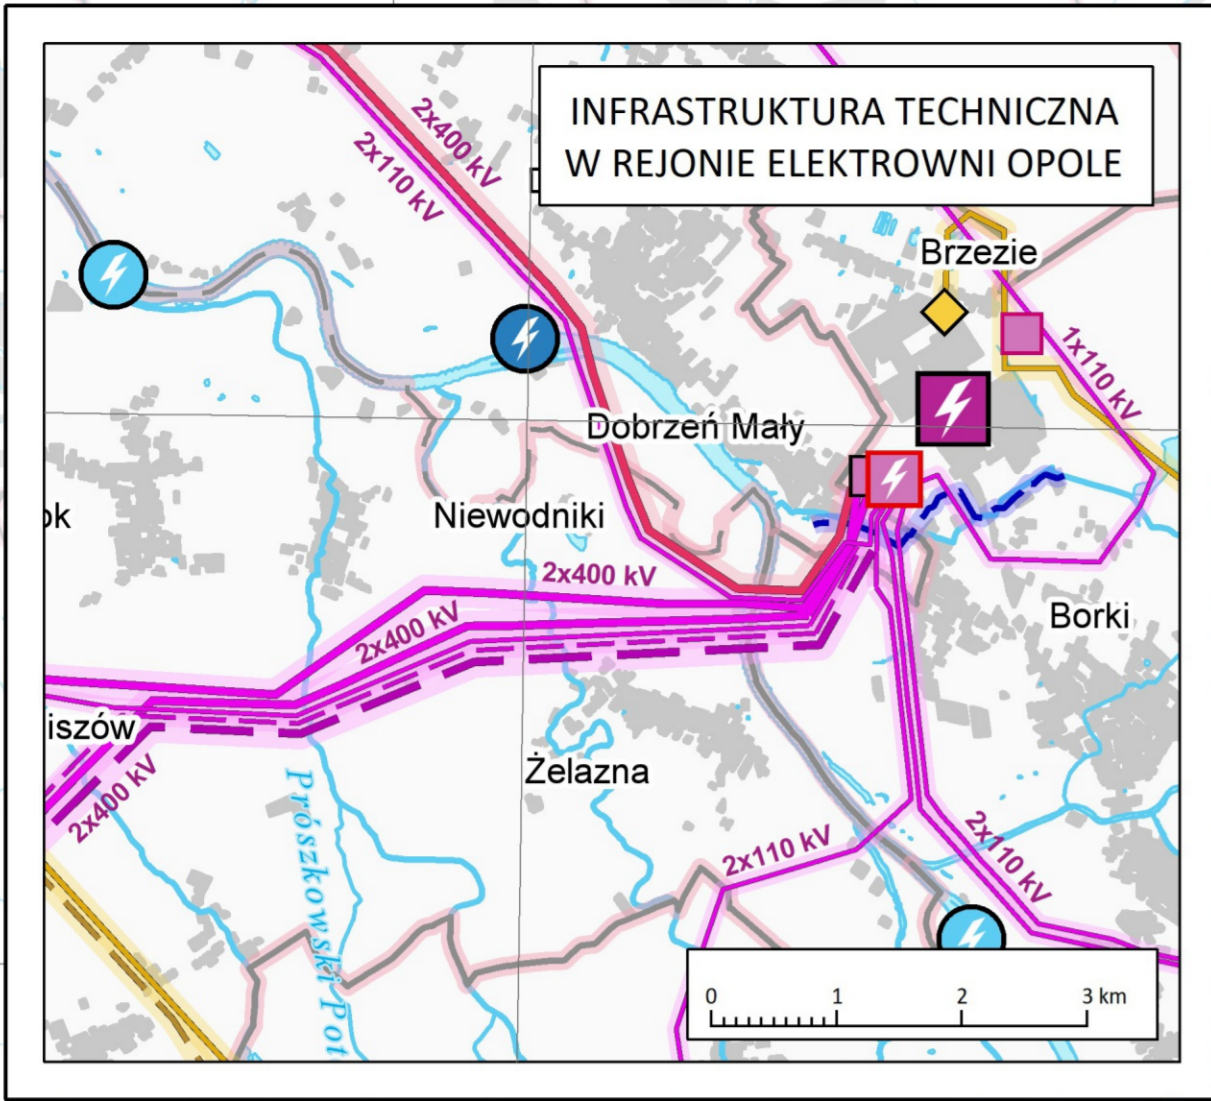 INFRASTRUKTURA TECHNICZNA
W REJONIE ELEKTROWNI OPOLE
2x400 kV
2x110 kV
Brzezie
1x110 kV
Dobrzeń Mały
ok
Niewodniki
2x400 kV
Borki
2x400 kV
iszów
Żelazna
2x400 kV
Prószkowski Pot
2x110 kV
2x110 kV
0 1 2 3 km